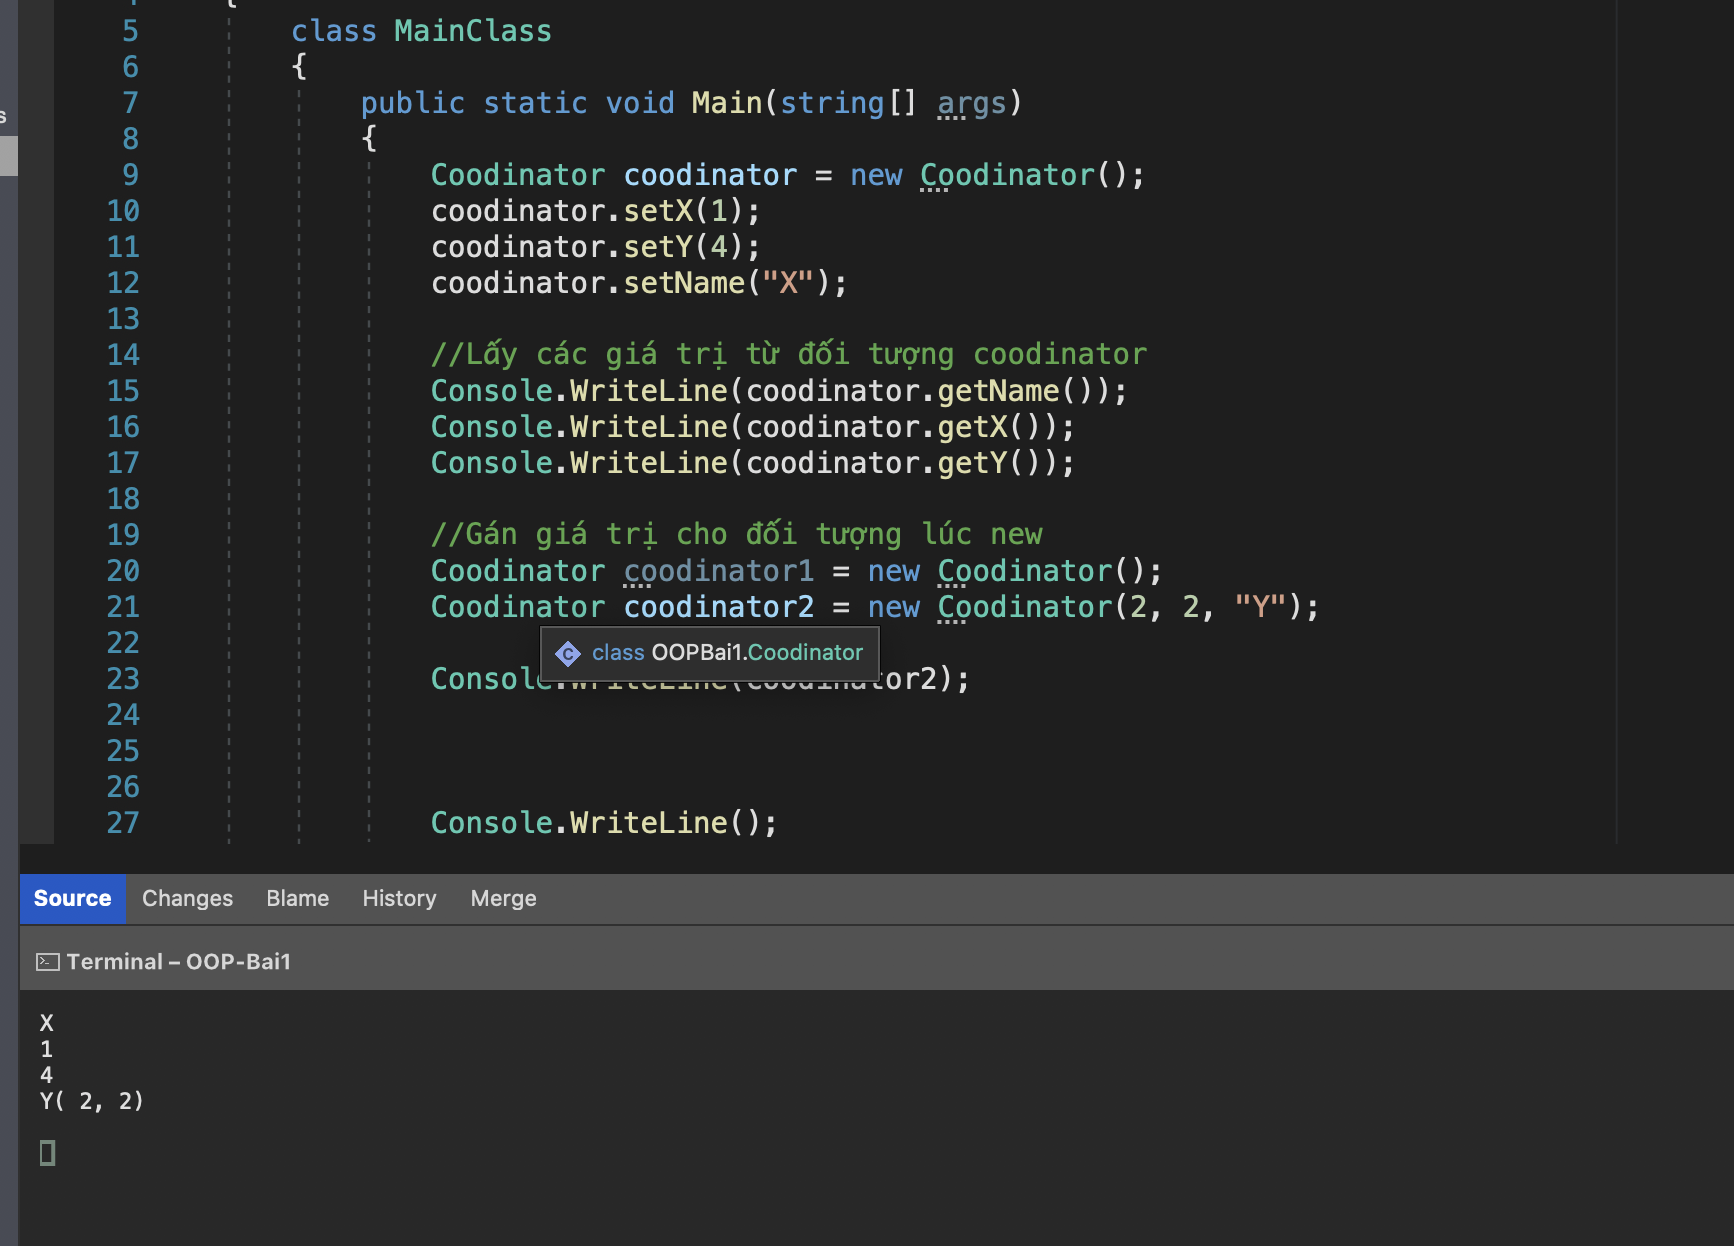 s
4 {
5 class MainClass
6 {
7 public static void Main(string[] args)
8 {
9 Coodinator coodinator = new Coodinator();
10 coodinator.setX(1);
11 coodinator.setY(4);
12 coodinator.setName("X");
13
14 //Lấy các giá trị từ đối tượng coodinator
15 Console.WriteLine(coodinator.getName());
16 Console.WriteLine(coodinator.getX());
17 Console.WriteLine(coodinator.getY());
18
19 //Gán giá trị cho đối tượng lúc new
20 Coodinator coodinator1 = new Coodinator();
21 Coodinator coodinator2 = new Coodinator(2, 2, "Y");
22
C class OOPBai1.Coodinator
23 Console.WriteLine(coodinator2);
24
25
26
27 Console.WriteLine();
Source Changes Blame History Merge
Terminal – OOP-Bai1
X
1
4
Y( 2, 2)